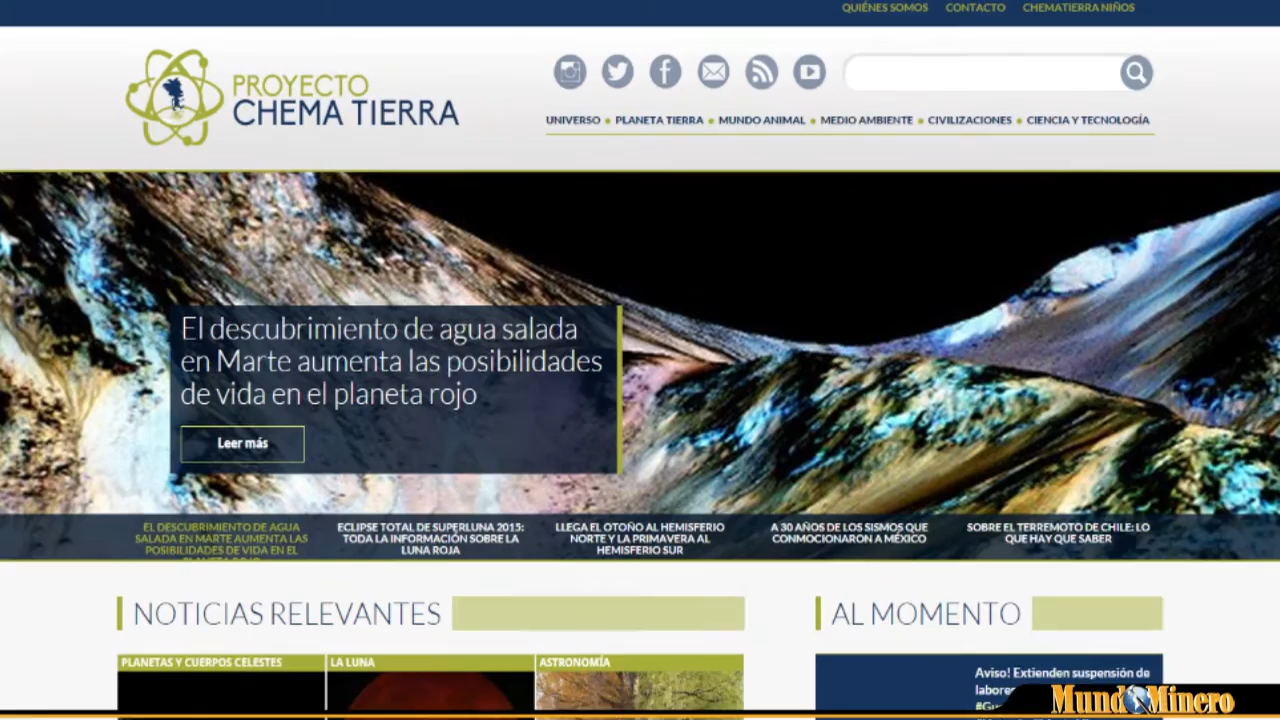 QUIÉNES SOMOS CONTACTO CHEMATIERRA NIÑOS
PROYECTO
CHEMA TIERRA
UNIVERSO PLANETA TIERRA MUNDO ANIMAL MEDIO AMBIENTE CIVILIZACIONES CIENCIA Y TECNOLOGÍA
El descubrimiento de agua salada
en Marte aumenta las posibilidades
de vida en el planeta rojo
Leer más
EL DESCUBRIMIENTO DE AGUA
SALADA EN MARTE AUMENTA LAS
POSIBILIDADES DE VIDA EN EL
PLANETA ROJO
ECLIPSE TOTAL DE SUPERLUNA 2015:
TODA LA INFORMACIÓN SOBRE LA
LUNA ROJA
LLEGA EL OTOÑO AL HEMISFERIO
NORTE Y LA PRIMAVERA AL
HEMISFERIO SUR
A 30 AÑOS DE LOS SISMOS QUE
CONMOCIONARON A MÉXICO
SOBRE EL TERREMOTO DE CHILE: LO
QUE HAY QUE SABER
NOTICIAS RELEVANTES
PLANETAS Y CUERPOS CELESTES
LA LUNA
ASTRONOMÍA
AL MOMENTO
Aviso! Extienden suspensión de
Mundo Minero